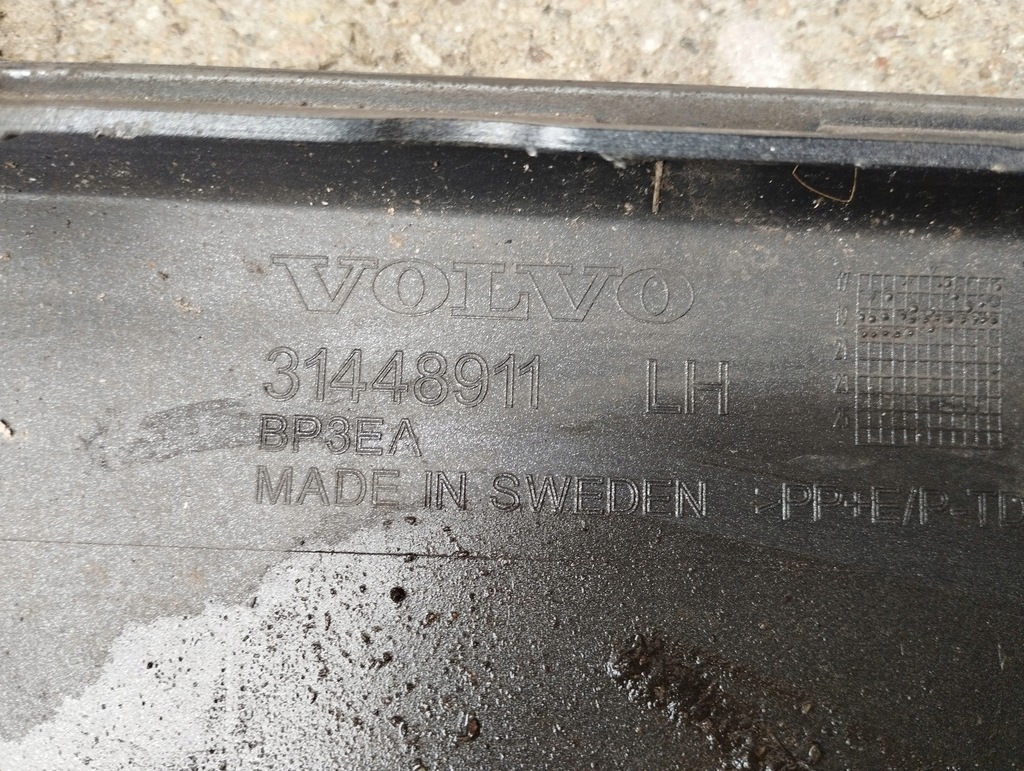 VOLVO
31448911 LH
BP3EA
MADE IN SWEDEN >PP+E/P-TD